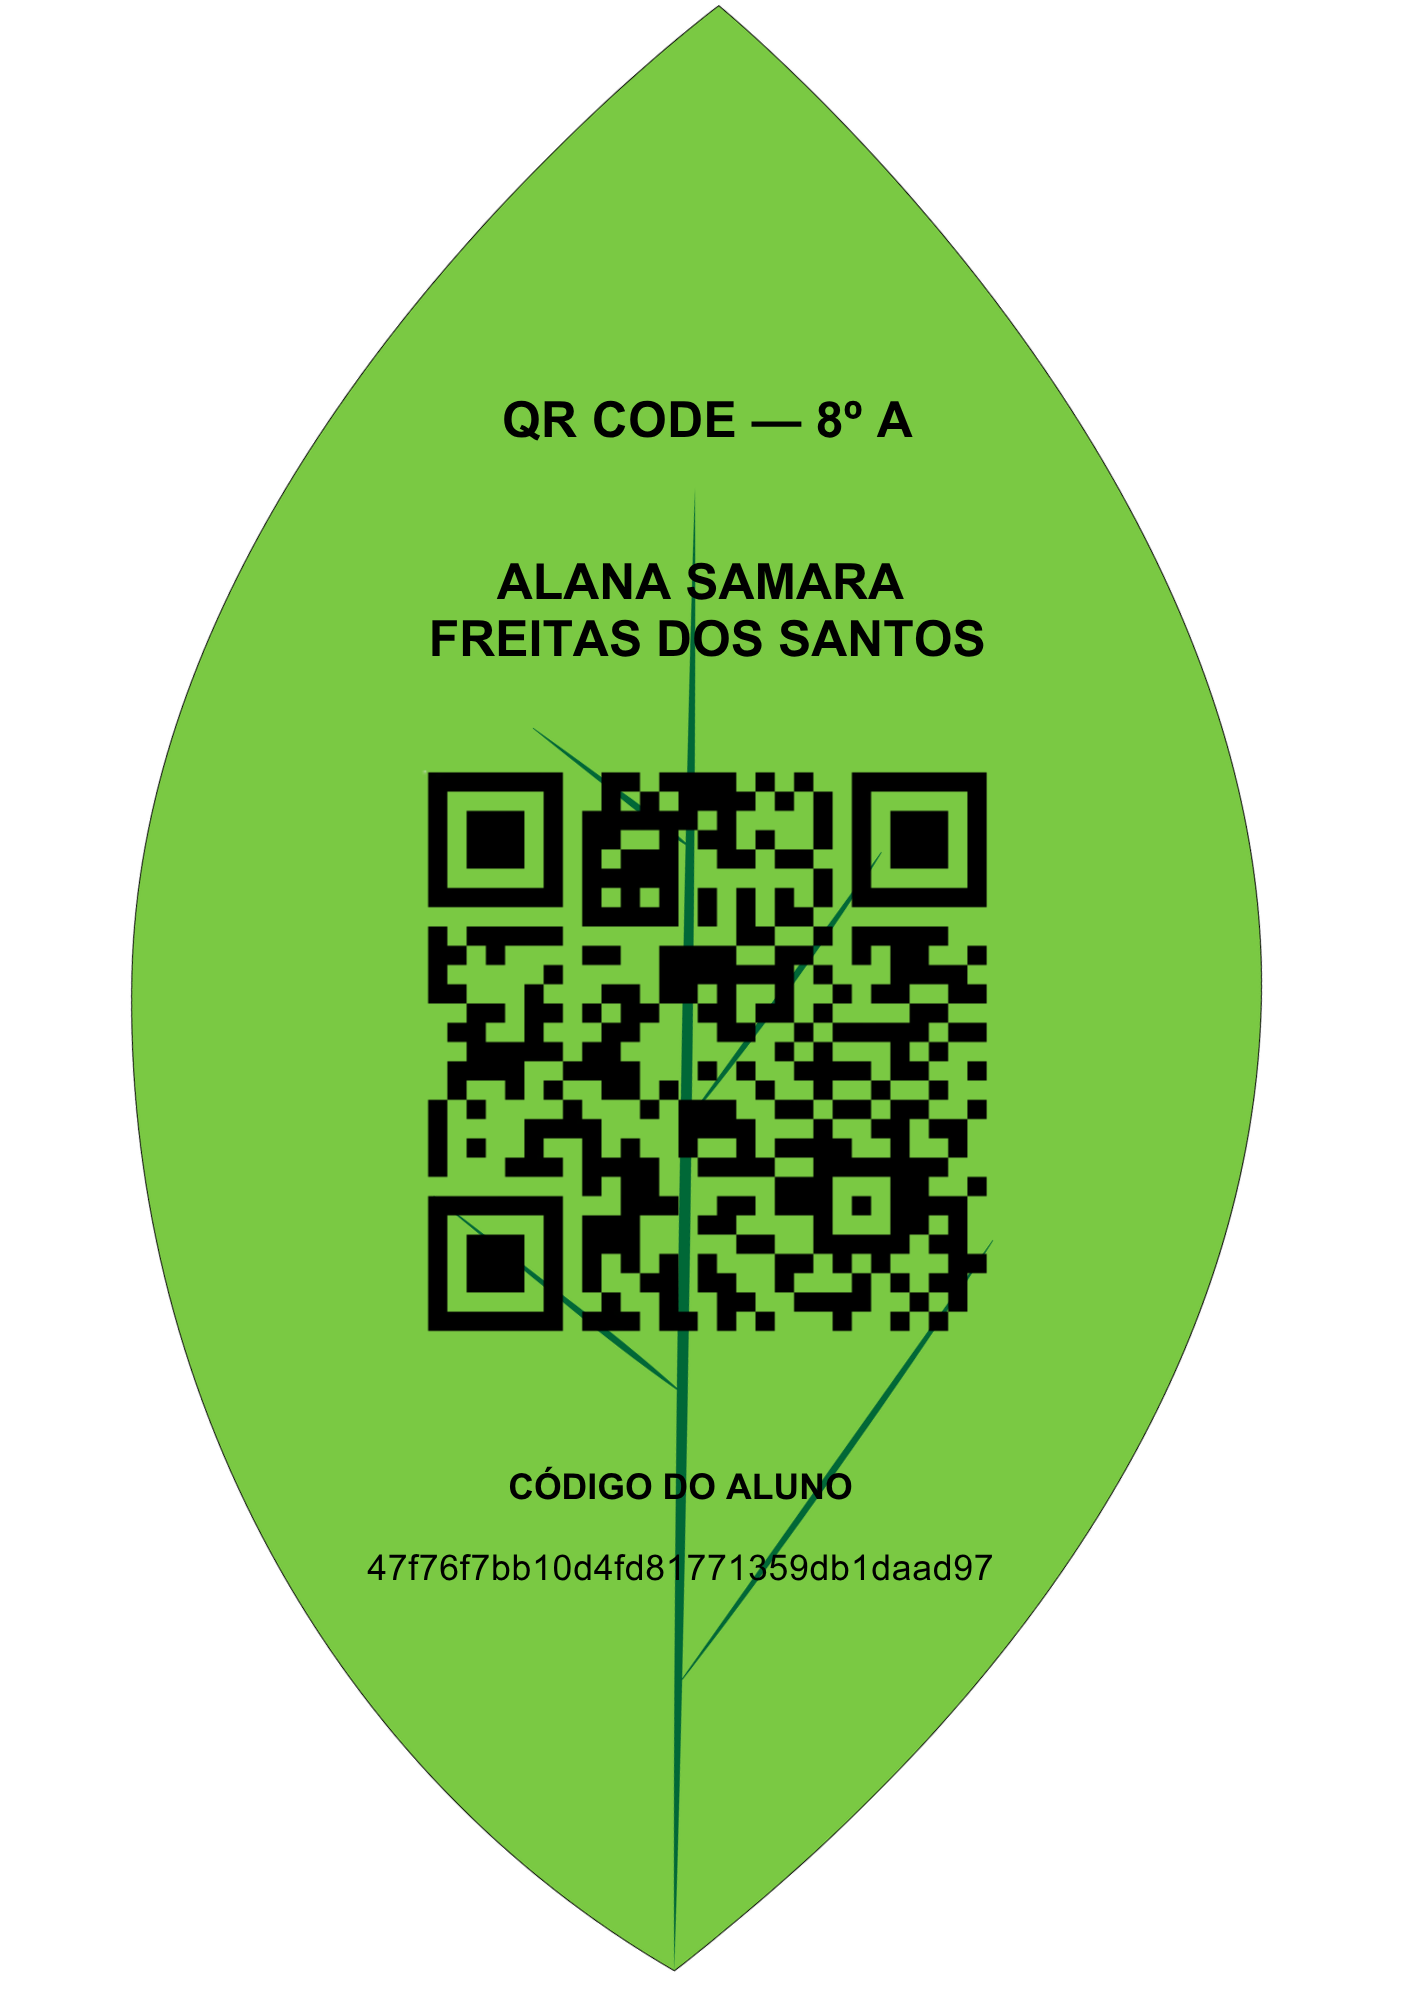 QR CODE — 8º A
ALANA SAMARA
FREITAS DOS SANTOS
CÓDIGO DO ALUNO
47f76f7bb10d4fd81771359db1daad97